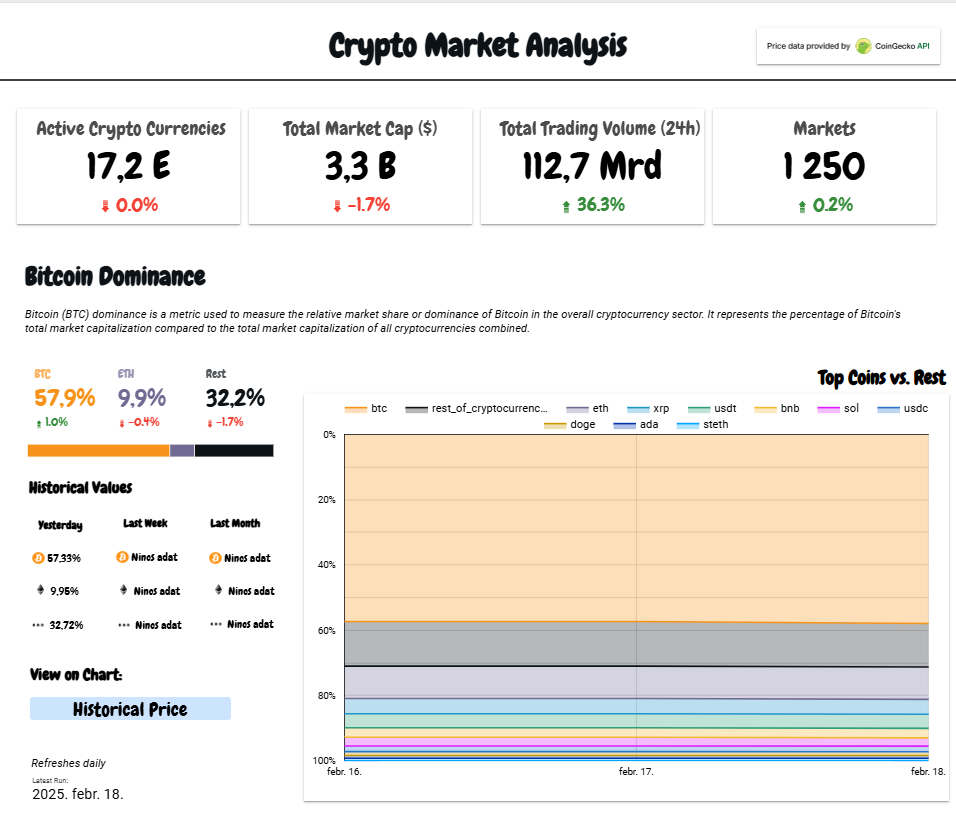 Crypto Market Analysis
Price data provided by CoinGecko API
Active Crypto Currencies
17,2 E
0.0%
Total Market Cap ($)
3,3 B
-1.7%
Total Trading Volume (24h)
112,7 Mrd
36.3%
Markets
1 250
0.2%
Bitcoin Dominance
Bitcoin (BTC) dominance is a metric used to measure the relative market share or dominance of Bitcoin in the overall cryptocurrency sector. It represents the percentage of Bitcoin's
total market capitalization compared to the total market capitalization of all cryptocurrencies combined.
BTC ETH Rest
57,9% 9,9% 32,2%
1.0% -0.4% -1.7%
Historical Values
Yesterday Last Week Last Month
57,33% Nincs adat Nincs adat
9,95% Nincs adat Nincs adat
32,72% Nincs adat Nincs adat
View on Chart:
Historical Price
Refreshes daily
Latest Run:
2025. febr. 18.
Top Coins vs. Rest
btc rest_of_cryptocurrenc... eth xrp usdt bnb sol usdc
doge ada steth
0%
20%
40%
60%
80%
100%
febr. 16. febr. 17. febr. 18.